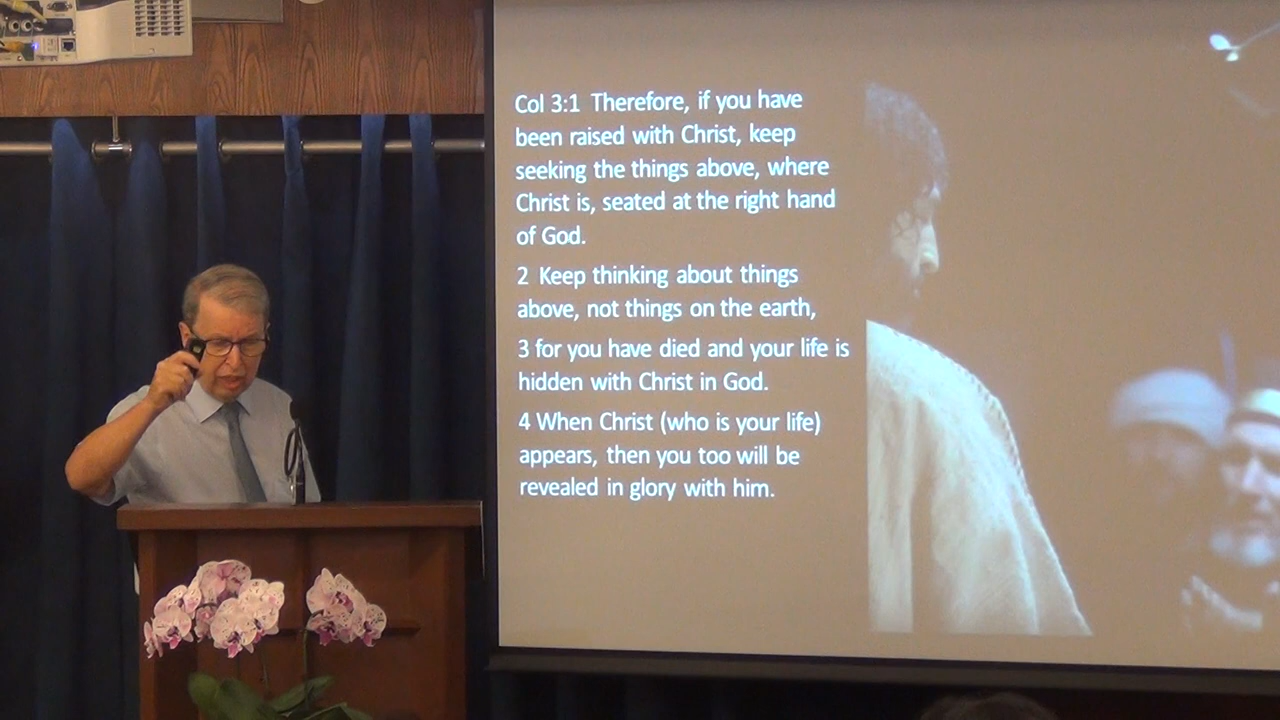 Col 3:1 Therefore, if you have
been raised with Christ, keep
seeking the things above, where
Christ is, seated at the right hand
of God.
2 Keep thinking about things
above, not things on the earth,
3 for you have died and your life is
hidden with Christ in God.
4 When Christ (who is your life)
appears, then you too will be
revealed in glory with him.